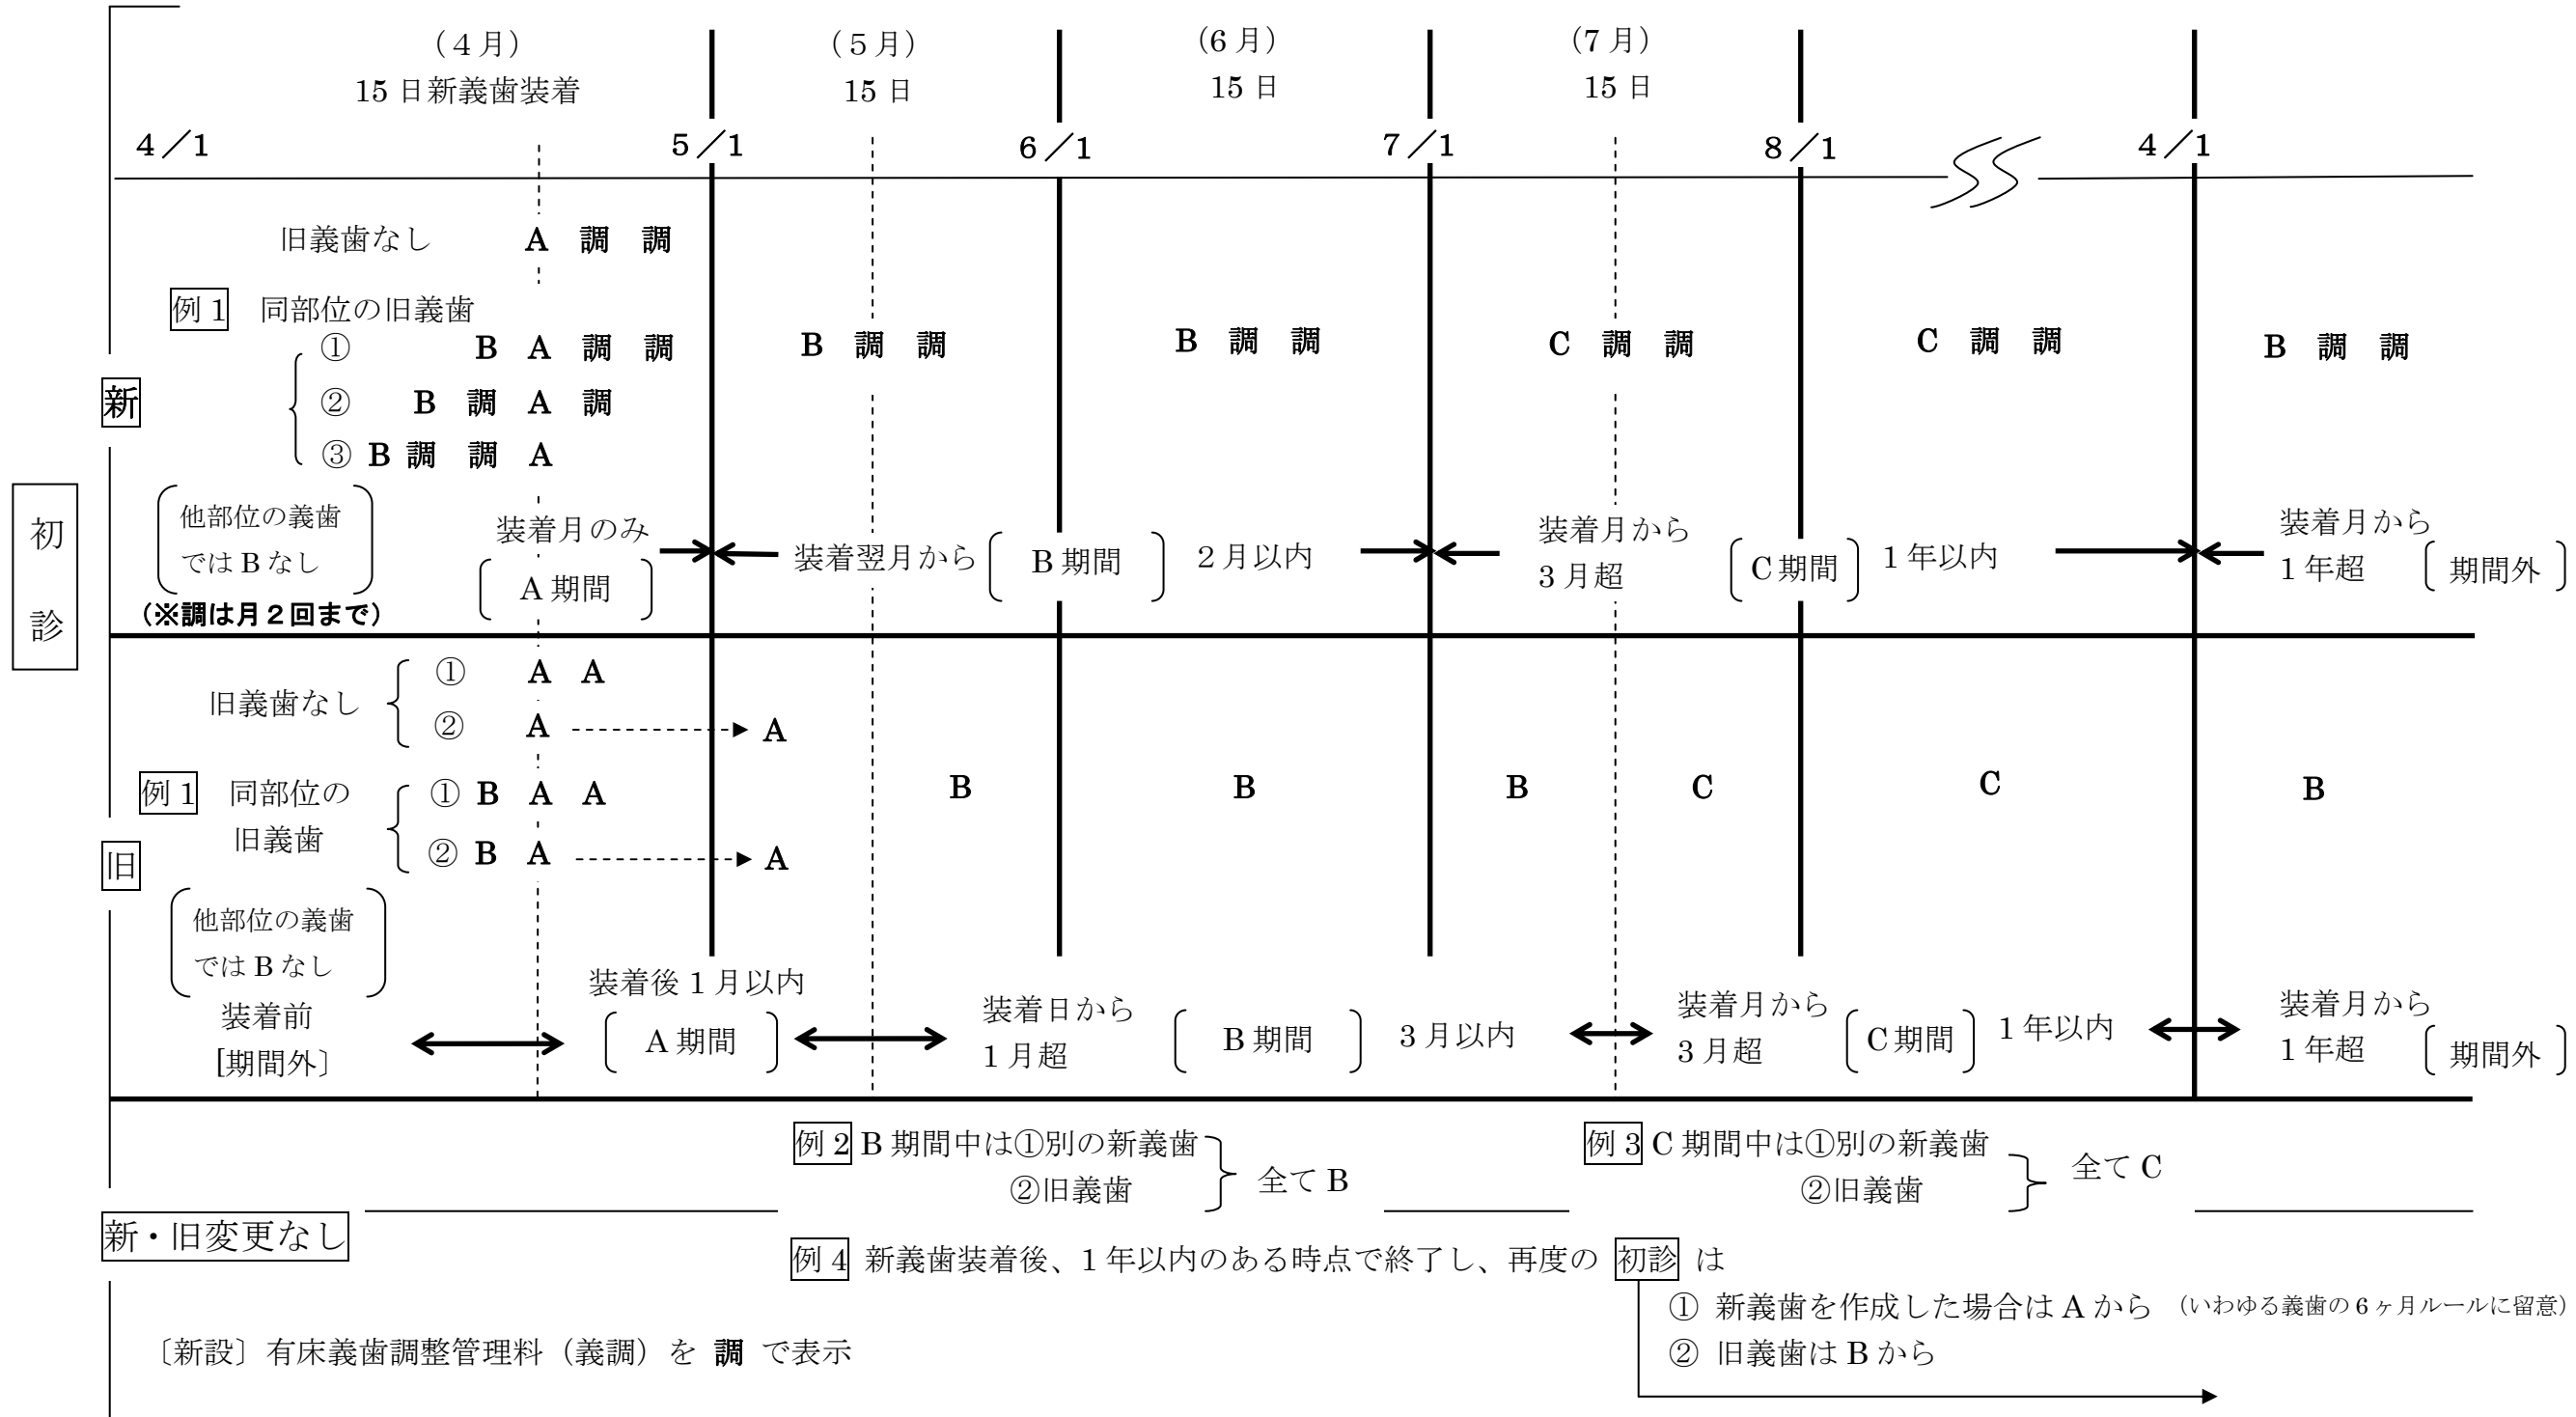 （４月） （５月） （6 月） （7 月）
15 日新義歯装着 15 日 15 日 15 日
4／1 5／1 6／1 7／1 8／1 4／1
旧義歯なし A 調 調
例 1 同部位の旧義歯
① B A 調 調 B 調 調 B 調 調 C 調 調 C 調 調 B 調 調
新
② B 調 A 調
③ B 調 調 A
初診
他部位の義歯
では B なし
（※調は月２回まで）
装着月のみ
A 期間
装着翌月から B 期間 ２月以内
装着月から
3 月超
C 期間 1 年以内
装着月から
1 年超 期間外
旧義歯なし
① A A
② A A
例 1 同部位の
旧義歯
① B A A B B B C C B
② B A A
旧
他部位の義歯
では B なし
装着前
[期間外〕
装着後 1 月以内
A 期間
装着日から
1 月超
B 期間 3 月以内
装着月から
3 月超
C 期間 1 年以内
装着月から
1 年超 期間外
例 2 B 期間中は①別の新義歯
②旧義歯
全て B
例 3 C 期間中は①別の新義歯
②旧義歯
全て C
新・旧変更なし
例 4 新義歯装着後、1 年以内のある時点で終了し、再度の 初診 は
① 新義歯を作成した場合は A から （いわゆる義歯の 6 ヶ月ルールに留意）
② 旧義歯は B から
〔新設〕有床義歯調整管理料（義調）を 調 で表示